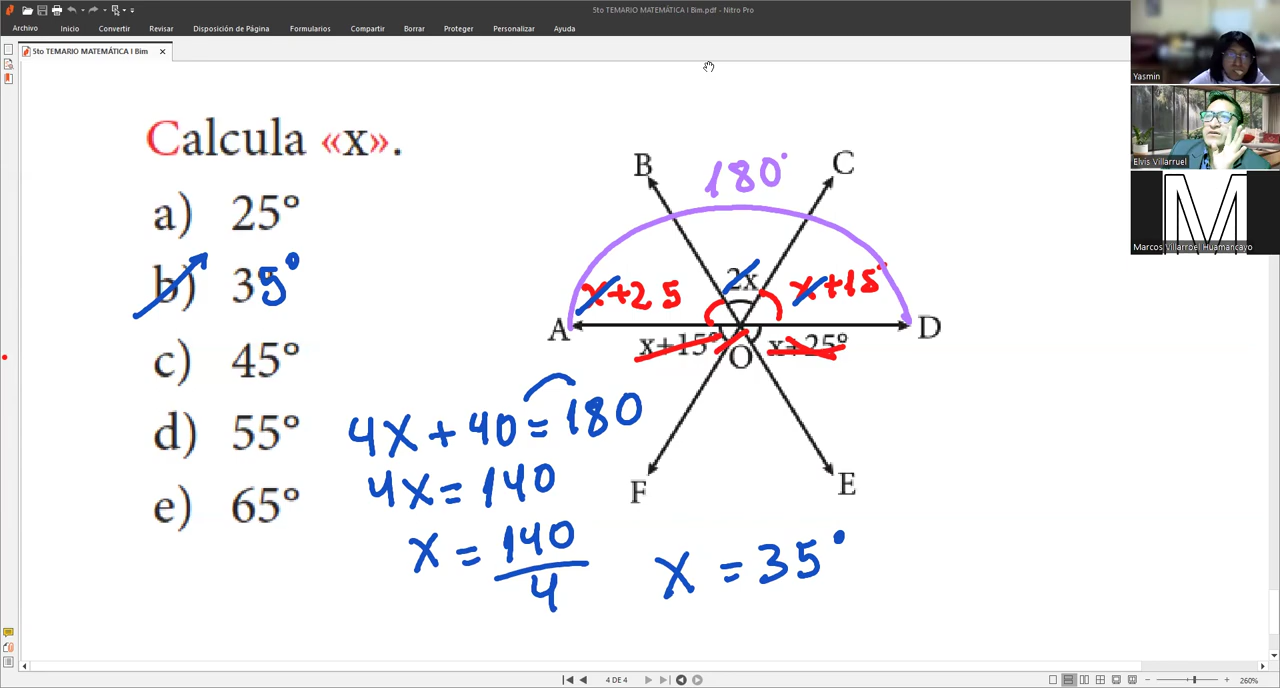 5to TEMARIO MATEMÁTICA I Bim.pdf - Nitro Pro
Archivo Inicio Convertir Revisar Disposición de Página Formularios Compartir Borrar Proteger Personalizar Ayuda
5to TEMARIO MATEMÁTICA I Bim
Yasmin
Elvis Villarruel
M
Marcos Villarroel Huamancayo
Calcula «x».
a) 25°
b) 35°
c) 45°
d) 55°
e) 65°
B 180° C
x+25 2x x+15°
A D
x+15° O x+25°
F E
4x + 40 = 180
4x = 140
x = 140/4
x = 35°
4 DE 4
260%